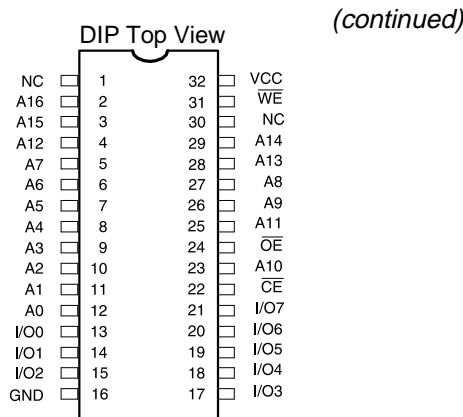 (continued)
DIP Top View
NC 1 32 VCC
A16 2 31 W̅E̅
A15 3 30 NC
A12 4 29 A14
A7 5 28 A13
A6 6 27 A8
A5 7 26 A9
A4 8 25 A11
A3 9 24 O̅E̅
A2 10 23 A10
A1 11 22 C̅E̅
A0 12 21 I/O7
I/O0 13 20 I/O6
I/O1 14 19 I/O5
I/O2 15 18 I/O4
GND 16 17 I/O3